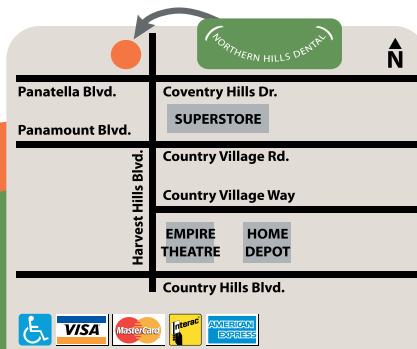 NORTHERN HILLS DENTAL
N
Panatella Blvd.
Coventry Hills Dr.
SUPERSTORE
Panamount Blvd.
Country Village Rd.
Harvest Hills Blvd.
Country Village Way
EMPIRE
THEATRE
HOME
DEPOT
Country Hills Blvd.
VISA
MasterCard
Interac
AMERICAN
EXPRESS